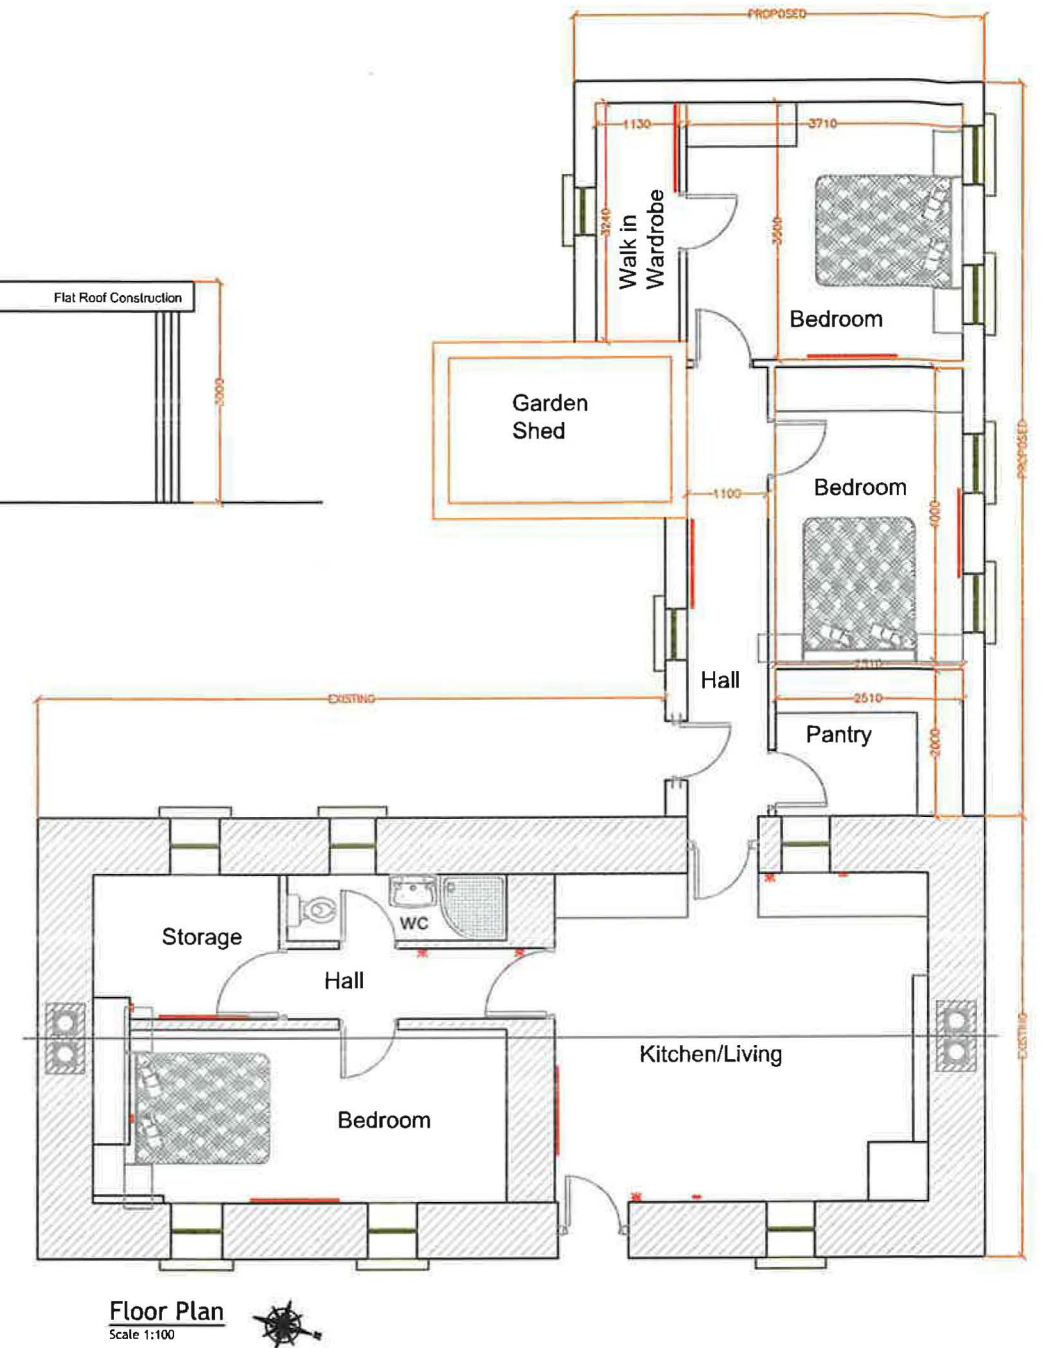 PROPOSED
1130
3710
3240
3500
Walk in
Wardrobe
Bedroom
Flat Roof Construction
3000
Garden
Shed
PROPOSED
1100
Bedroom
4000
2510
Hall
EXISTING
2510
Pantry
2000
Storage
WC
Hall
Kitchen/Living
EXISTING
Bedroom
Floor Plan
Scale 1:100